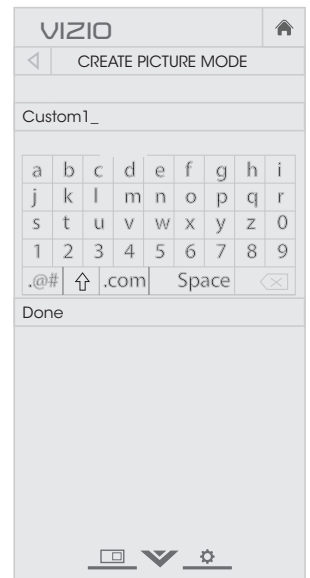 VIZIO
CREATE PICTURE MODE
Custom1_
a b c d e f g h i
j k l m n o p q r
s t u v w x y z 0
1 2 3 4 5 6 7 8 9
.@# .com Space
Done